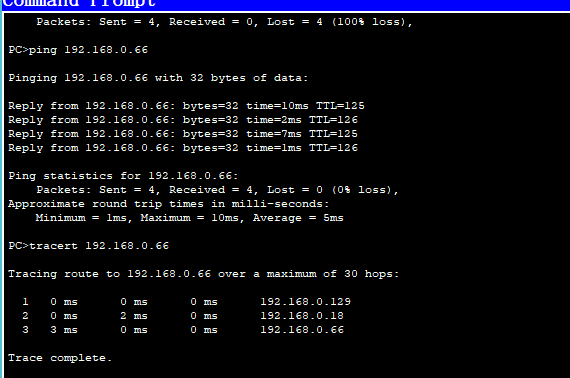 Command Prompt
Packets: Sent = 4, Received = 0, Lost = 4 (100% loss),
PC>ping 192.168.0.66
Pinging 192.168.0.66 with 32 bytes of data:
Reply from 192.168.0.66: bytes=32 time=10ms TTL=125
Reply from 192.168.0.66: bytes=32 time=2ms TTL=126
Reply from 192.168.0.66: bytes=32 time=7ms TTL=125
Reply from 192.168.0.66: bytes=32 time=1ms TTL=126
Ping statistics for 192.168.0.66:
Packets: Sent = 4, Received = 4, Lost = 0 (0% loss),
Approximate round trip times in milli-seconds:
Minimum = 1ms, Maximum = 10ms, Average = 5ms
PC>tracert 192.168.0.66
Tracing route to 192.168.0.66 over a maximum of 30 hops:
1 0 ms 0 ms 0 ms 192.168.0.129
2 0 ms 2 ms 0 ms 192.168.0.18
3 3 ms 0 ms 0 ms 192.168.0.66
Trace complete.